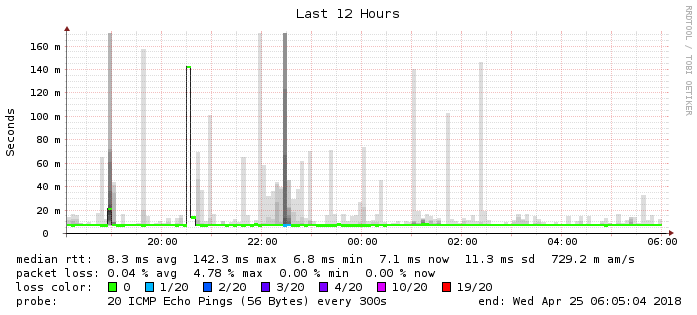 Last 12 Hours
RRDTOOL / TOBI OETIKER
Seconds
160 m
140 m
120 m
100 m
80 m
60 m
40 m
20 m
0
20:00 22:00 00:00 02:00 04:00 06:00
median rtt: 8.3 ms avg 142.3 ms max 6.8 ms min 7.1 ms now 11.3 ms sd 729.2 m am/s
packet loss: 0.04 % avg 4.78 % max 0.00 % min 0.00 % now
loss color: 0 1/20 2/20 3/20 4/20 10/20 19/20
probe: 20 ICMP Echo Pings (56 Bytes) every 300s end: Wed Apr 25 06:05:04 2018